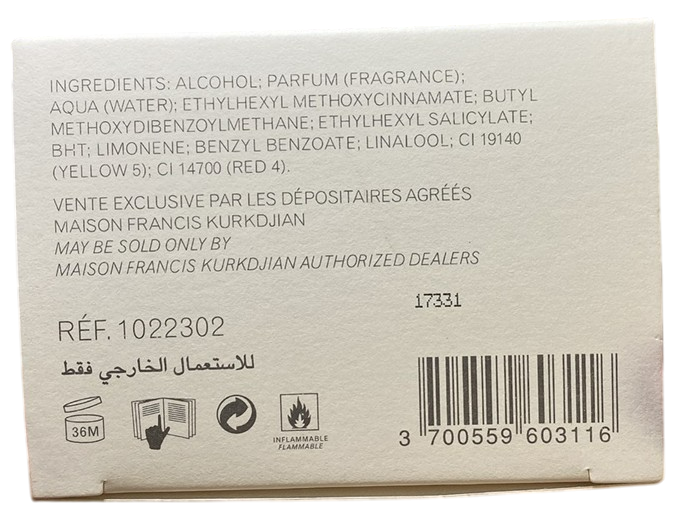 INGREDIENTS: ALCOHOL; PARFUM (FRAGRANCE);
AQUA (WATER); ETHYLHEXYL METHOXYCINNAMATE; BUTYL
METHOXYDIBENZOYLMETHANE; ETHYLHEXYL SALICYLATE;
BHT; LIMONENE; BENZYL BENZOATE; LINALOOL; CI 19140
(YELLOW 5); CI 14700 (RED 4).
VENTE EXCLUSIVE PAR LES DÉPOSITAIRES AGRÉÉS
MAISON FRANCIS KURKDJIAN
MAY BE SOLD ONLY BY
MAISON FRANCIS KURKDJIAN AUTHORIZED DEALERS
17331
RÉF. 1022302
للاستعمال الخارجي فقط
36M
INFLAMMABLE
FLAMMABLE
3 700559 603116